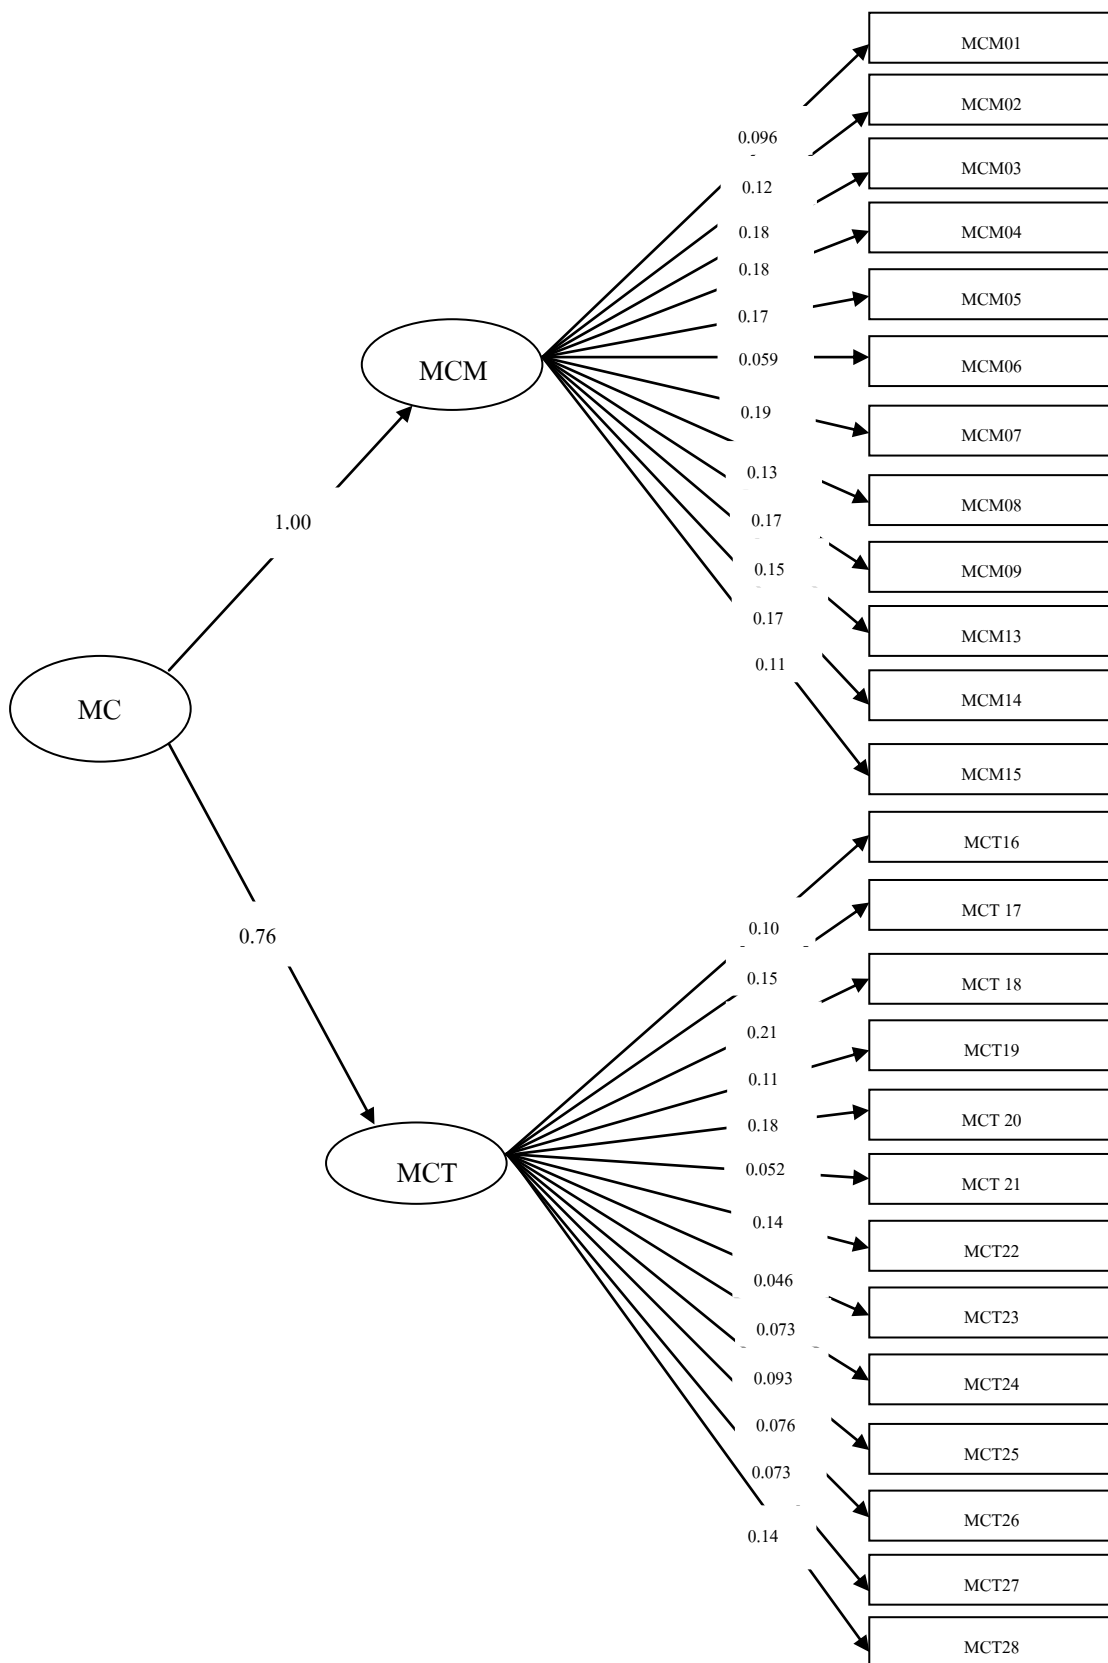 MCM01
MCM02
0.096
MCM03
0.12
0.18
MCM04
0.18
MCM05
0.17
MCM06
0.059
MCM
0.19
MCM07
0.13
MCM08
0.17
1.00
0.15
MCM09
0.17
MCM13
0.11
MCM14
MC
MCM15
MCT16
MCT 17
0.10
0.76
0.15
MCT 18
0.21
MCT19
0.11
0.18
MCT 20
0.052
MCT
MCT 21
0.14
MCT22
0.046
MCT23
0.073
0.093
MCT24
0.076
MCT25
0.073
MCT26
0.14
MCT27
MCT28